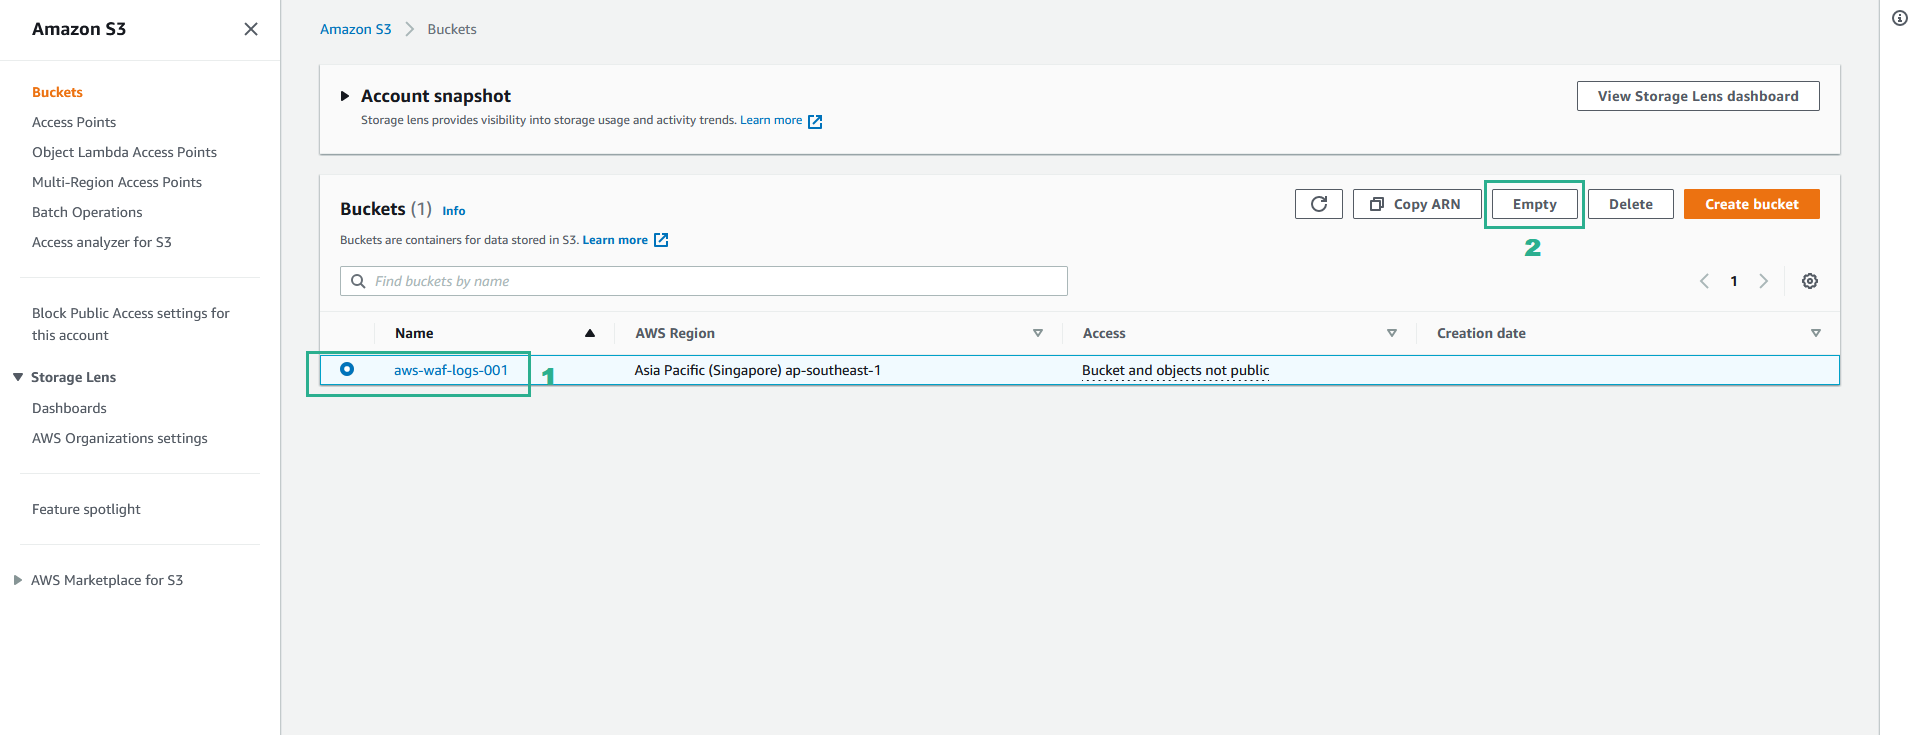 Amazon S3
Buckets
Access Points
Object Lambda Access Points
Multi-Region Access Points
Batch Operations
Access analyzer for S3
Block Public Access settings for
this account
Storage Lens
Dashboards
AWS Organizations settings
Feature spotlight
AWS Marketplace for S3
Amazon S3 Buckets
Account snapshot
View Storage Lens dashboard
Storage lens provides visibility into storage usage and activity trends. Learn more
Buckets (1) Info
Copy ARN Empty Delete Create bucket
2
Buckets are containers for data stored in S3. Learn more
Find buckets by name
1
Name AWS Region Access Creation date
aws-waf-logs-001 1 Asia Pacific (Singapore) ap-southeast-1 Bucket and objects not public